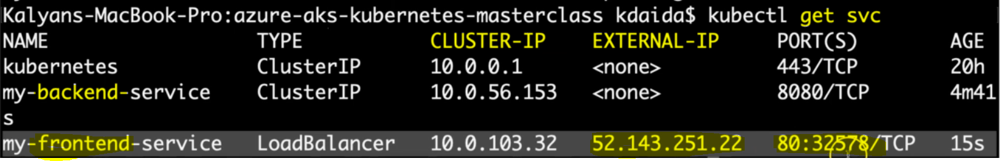 Kalyans-MacBook-Pro:azure-aks-kubernetes-masterclass kdaida$ kubectl get svc
NAME TYPE CLUSTER-IP EXTERNAL-IP PORT(S) AGE
kubernetes ClusterIP 10.0.0.1 <none> 443/TCP 20h
my-backend-service ClusterIP 10.0.56.153 <none> 8080/TCP 4m41
s
my-frontend-service LoadBalancer 10.0.103.32 52.143.251.22 80:32578/TCP 15s